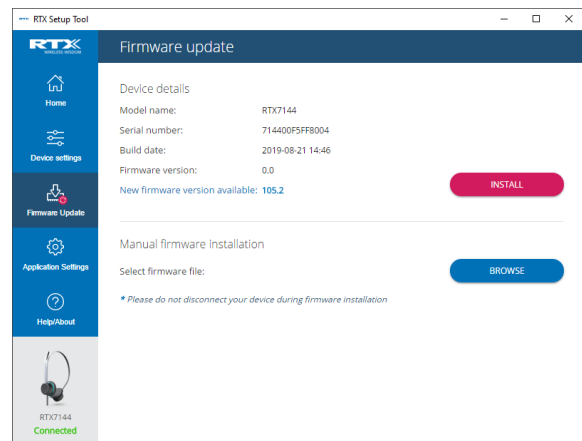 RTX Setup Tool
RTX
WIRELESS WISDOM
Firmware update
Home
Device settings
Firmware Update
Application Settings
Help/About
RTX7144
Connected
Device details
Model name: RTX7144
Serial number: 714400F5FF8004
Build date: 2019-08-21 14:46
Firmware version: 0.0
New firmware version available: 105.2
INSTALL
Manual firmware installation
Select firmware file:
BROWSE
* Please do not disconnect your device during firmware installation